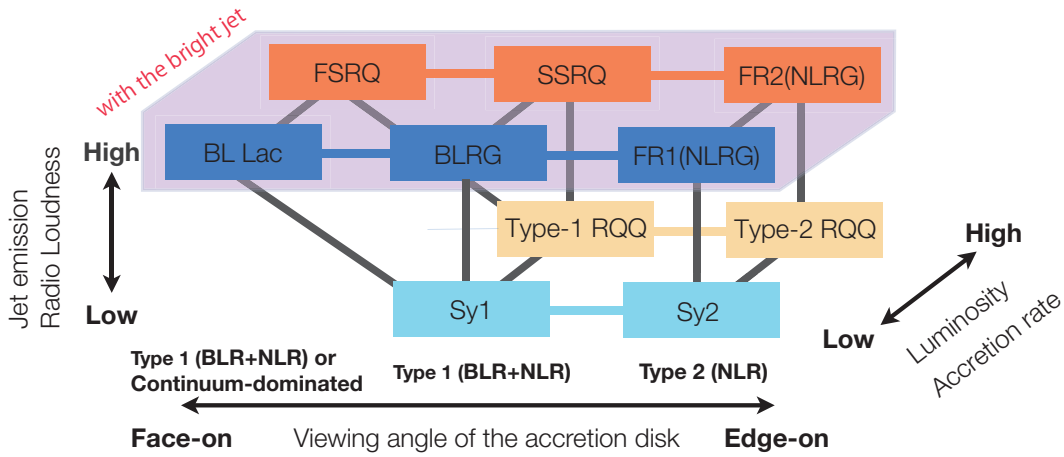 with the bright jet
FSRQ
SSRQ
FR2(NLRG)
High
BL Lac
BLRG
FR1(NLRG)
Jet emission
Radio Loudness
Type-1 RQQ
Type-2 RQQ
High
Low
Sy1
Sy2
Low
Luminosity
Accretion rate
Type 1 (BLR+NLR) or
Continuum-dominated
Type 1 (BLR+NLR)
Type 2 (NLR)
Face-on
Viewing angle of the accretion disk
Edge-on